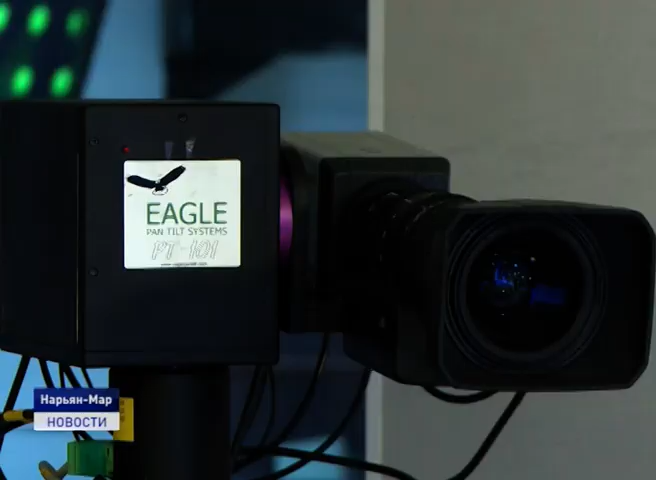 EAGLE
PAN TILT SYSTEMS
PT-101
Нарьян-Мар
НОВОСТИ